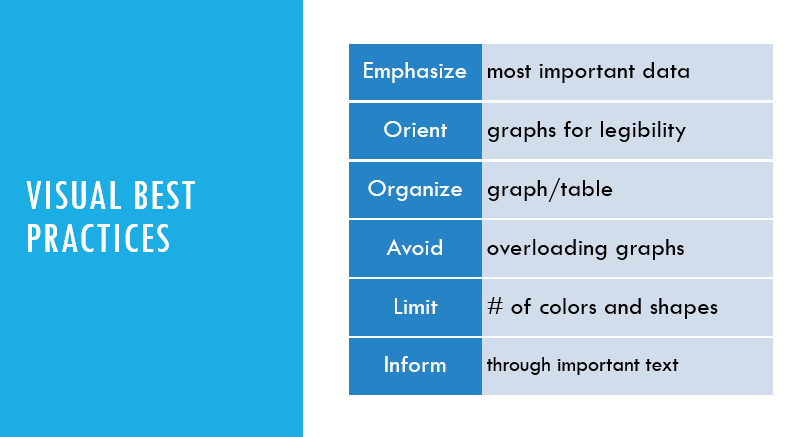 VISUAL BEST
PRACTICES
Emphasize most important data
Orient graphs for legibility
Organize graph/table
Avoid overloading graphs
Limit # of colors and shapes
Inform through important text